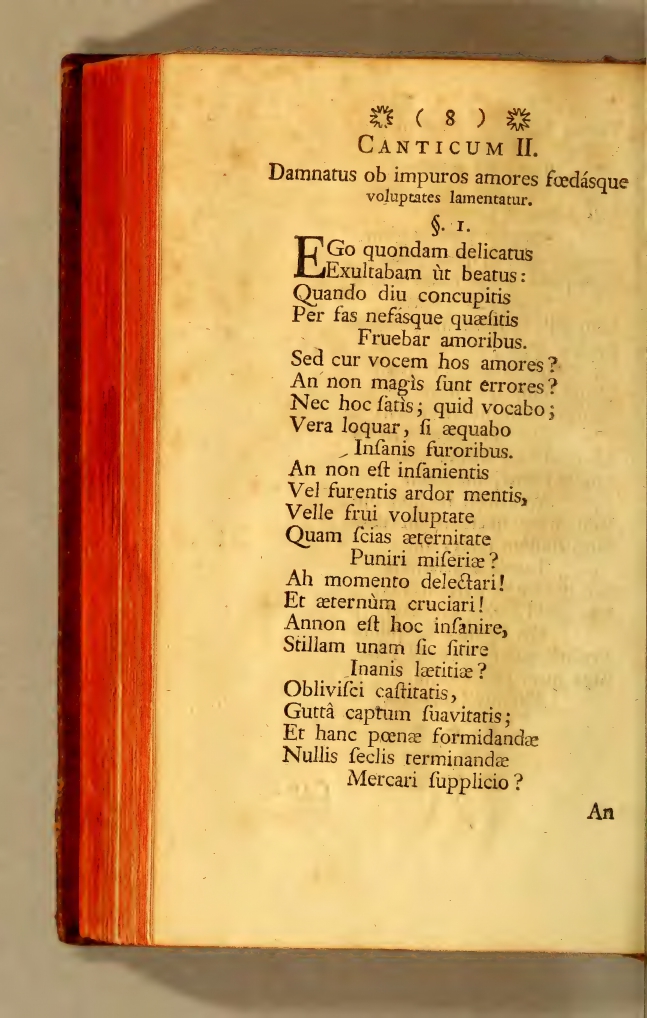 ( 8 )
CANTICUM II.
Damnatus ob impuros amores fœdásque
voluptates lamentatur.
§. 1.
EGo quondam delicatus
Exultabam ùt beatus:
Quando diu concupitis
Per fas nefásque quæſitis
Fruebar amoribus.
Sed cur vocem hos amores?
An non magìs ſunt errores?
Nec hoc ſatìs; quid vocabo;
Vera loquar, ſi æquabo
Inſanis furoribus.
An non eſt inſanientis
Vel furentis ardor mentis,
Velle frui voluptate
Quam ſcias æternitate
Puniri miſeriæ?
Ah momento delectari!
Et æternùm cruciari!
Annon eſt hoc inſanire,
Stillam unam ſic ſitire
Inanis lætitiæ?
Obliviſci caſtitatis,
Guttâ captum ſuavitatis;
Et hanc pœnæ formidandæ
Nullis ſeclis terminandæ
Mercari ſupplicio?
An